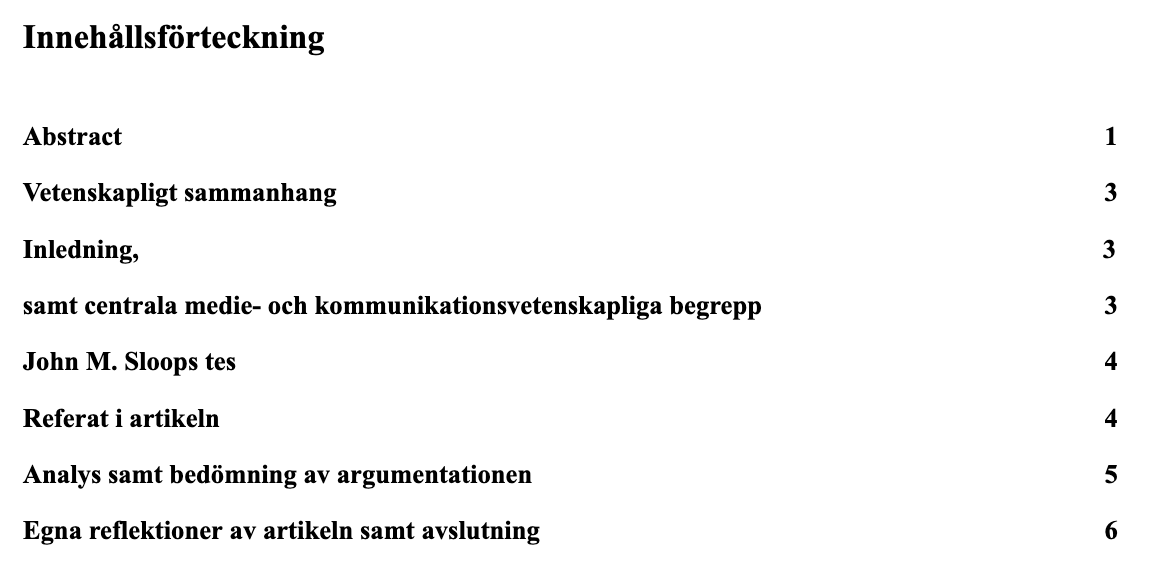 Innehållsförteckning
Abstract 1
Vetenskapligt sammanhang 3
Inledning, 3
samt centrala medie- och kommunikationsvetenskapliga begrepp 3
John M. Sloops tes 4
Referat i artikeln 4
Analys samt bedömning av argumentationen 5
Egna reflektioner av artikeln samt avslutning 6